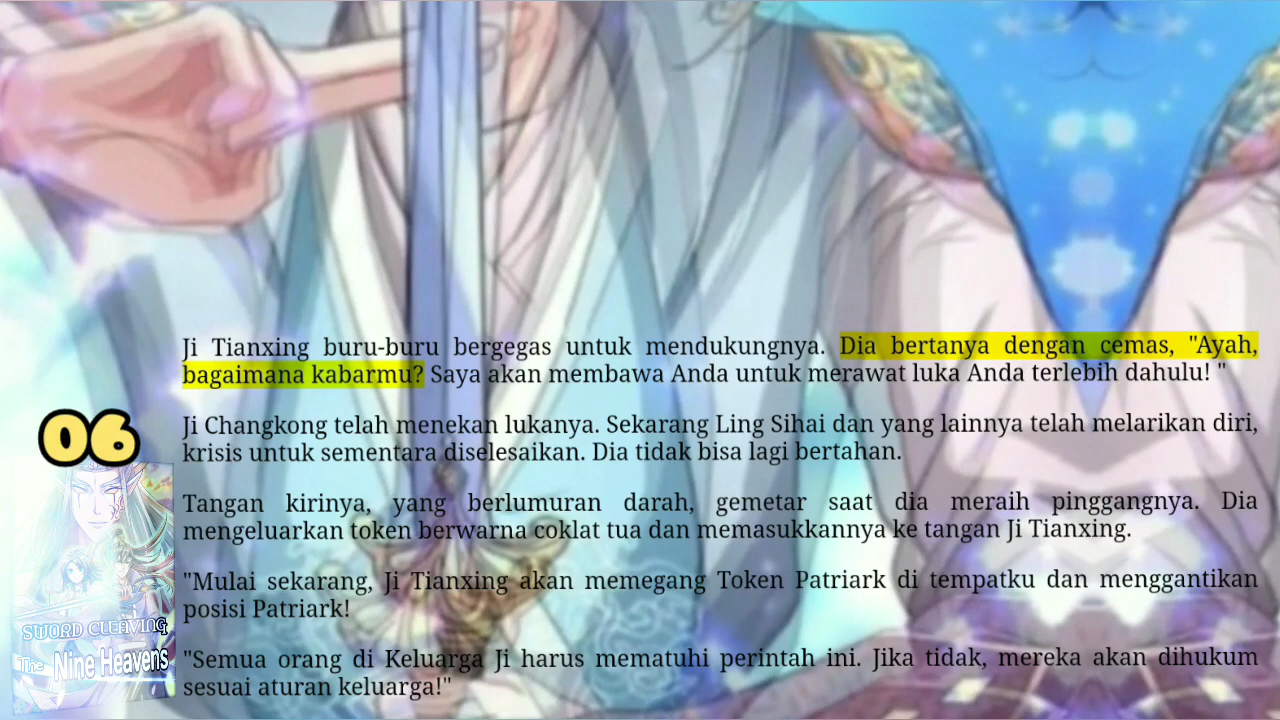 Ji Tianxing buru-buru bergegas untuk mendukungnya. Dia bertanya dengan cemas, "Ayah,
bagaimana kabarmu? Saya akan membawa Anda untuk merawat luka Anda terlebih dahulu! "
Ji Changkong telah menekan lukanya. Sekarang Ling Sihai dan yang lainnya telah melarikan diri,
krisis untuk sementara diselesaikan. Dia tidak bisa lagi bertahan.
Tangan kirinya, yang berlumuran darah, gemetar saat dia meraih pinggangnya. Dia
mengeluarkan token berwarna coklat tua dan memasukkannya ke tangan Ji Tianxing.
"Mulai sekarang, Ji Tianxing akan memegang Token Patriark di tempatku dan menggantikan
posisi Patriark!
"Semua orang di Keluarga Ji harus mematuhi perintah ini. Jika tidak, mereka akan dihukum
sesuai aturan keluarga!"
06
SWORD CLEAVING
The Nine Heavens